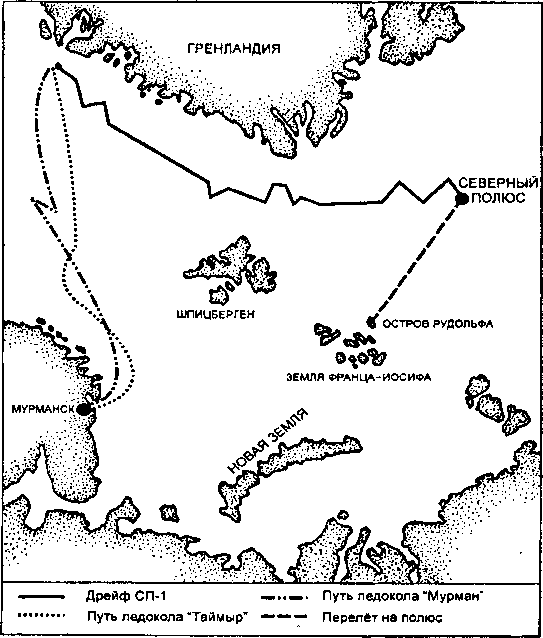 ГРЕНЛАНДИЯ
СЕВЕРНЫЙ
ПОЛЮС
ШПИЦБЕРГЕН
ОСТРОВ РУДОЛЬФА
ЗЕМЛЯ ФРАНЦА-ИОСИФА
МУРМАНСК
НОВАЯ ЗЕМЛЯ
Дрейф СП-1
Путь ледокола "Мурман"
Путь ледокола "Таймыр"
Перелёт на полюс